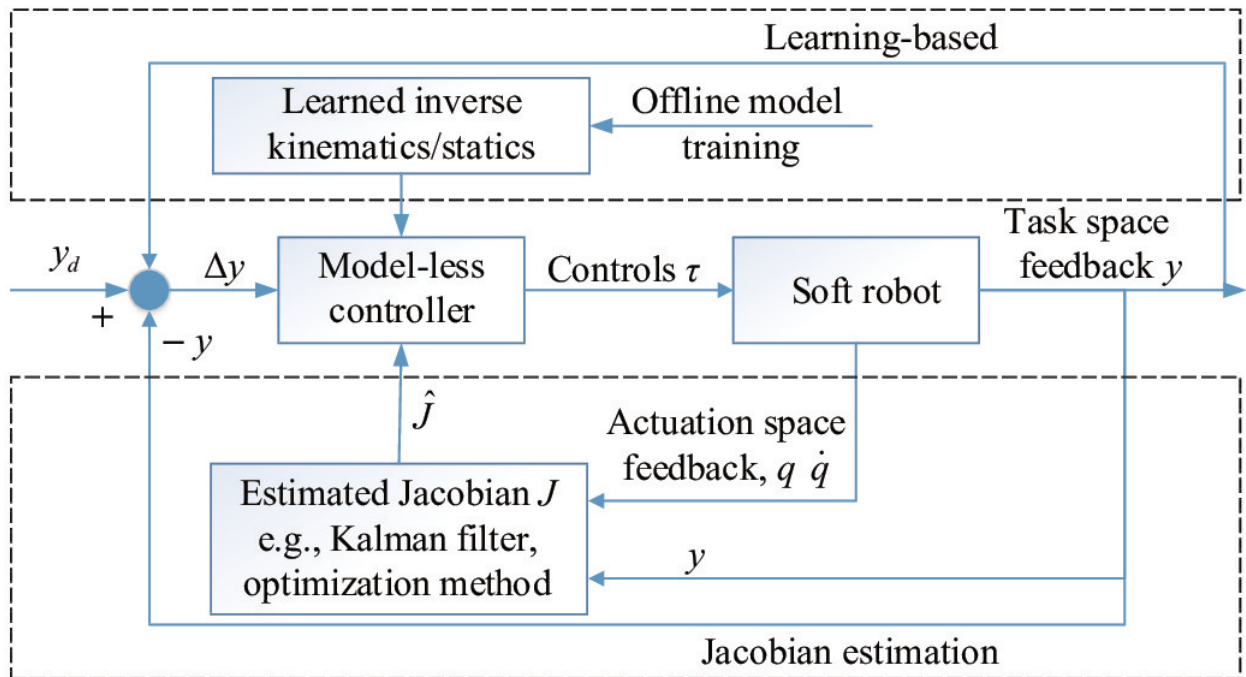 Learning-based
Learned inverse
kinematics/statics
Offline model
training
y_d
+
− y
Δy
Model-less
controller
Controls τ
Soft robot
Task space
feedback y
Ĵ
Actuation space
feedback, q q̇
Estimated Jacobian J
e.g., Kalman filter,
optimization method
y
Jacobian estimation